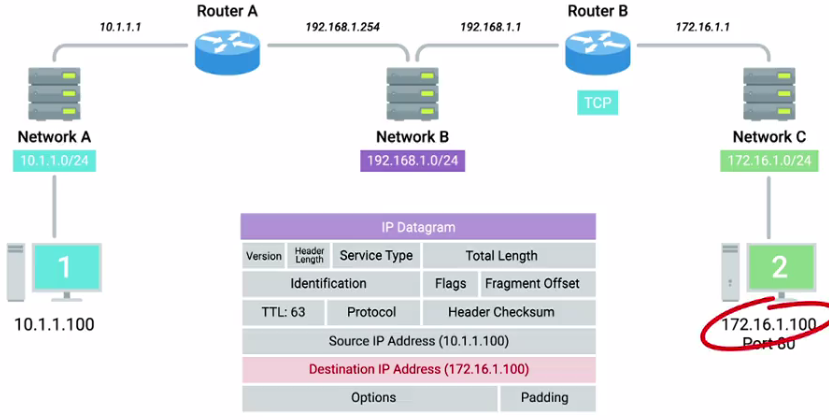 Router A
Router B
10.1.1.1
192.168.1.254
192.168.1.1
172.16.1.1
TCP
Network A
Network B
Network C
10.1.1.0/24
192.168.1.0/24
172.16.1.0/24
IP Datagram
Version Header Length Service Type Total Length
Identification Flags Fragment Offset
TTL: 63 Protocol Header Checksum
Source IP Address (10.1.1.100)
Destination IP Address (172.16.1.100)
Options Padding
1
2
10.1.1.100
172.16.1.100
Port 80